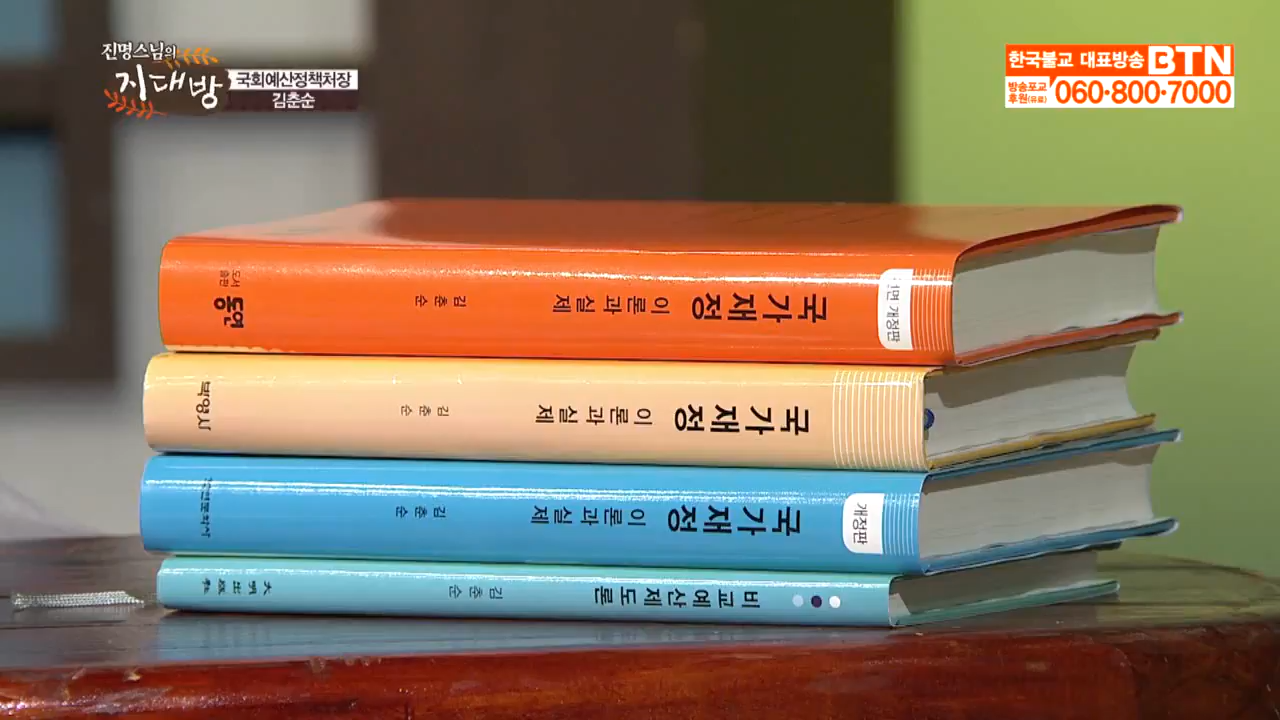 진명스님의
지대방
국회예산정책처장
김춘순
한국불교 대표방송 BTN
방송포교
후원(유료)
060·800·7000
개정판
국가재정 이론과실제 김춘순
도서
출판
동연
국가재정 이론과실제 김춘순 박영사
개정판
국가재정 이론과실제 김춘순
비교예산제도론 김춘순 大明出版社